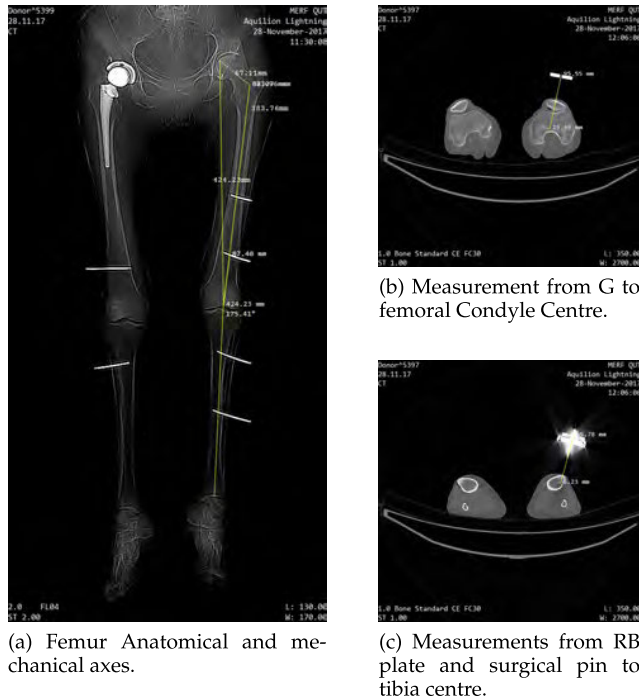 Donor^5399
28.11.17
CT
MERF QUT
Aquilion Lightning
28-November-2017
11:30:08
67.11mm
383.76mm
424.23mm
87.40 mm
424.23 mm
175.41°
2.0 FL04
ST 2.00
L: 130.00
W: 170.00
(a) Femur Anatomical and me-
chanical axes.
28.11.17
CT
MERF QUT
Aquilion Lightning
28-November-2017
12:06:00
1.0 Bone Standard CE FC30
ST 1.00
L: 350.00
W: 2700.00
(b) Measurement from G to
femoral Condyle Centre.
Donor^5397
28.11.17
CT
MERF QUT
Aquilion Lightning
28-November-2017
12:06:00
1.0 Bone Standard CE FC30
ST 1.00
L: 350.00
W: 2700.00
(c) Measurements from RB
plate and surgical pin to
tibia centre.